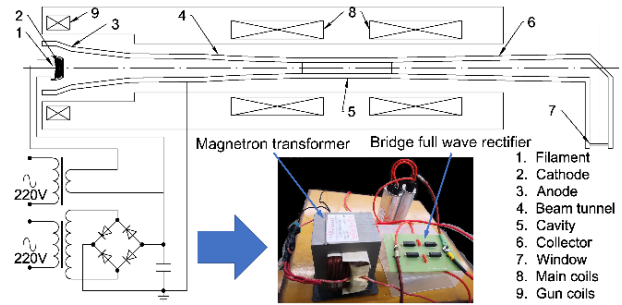 2
9
3
4
8
6
1
5
7
220V
220V
Magnetron transformer
Bridge full wave rectifier
1. Filament
2. Cathode
3. Anode
4. Beam tunnel
5. Cavity
6. Collector
7. Window
8. Main coils
9. Gun coils